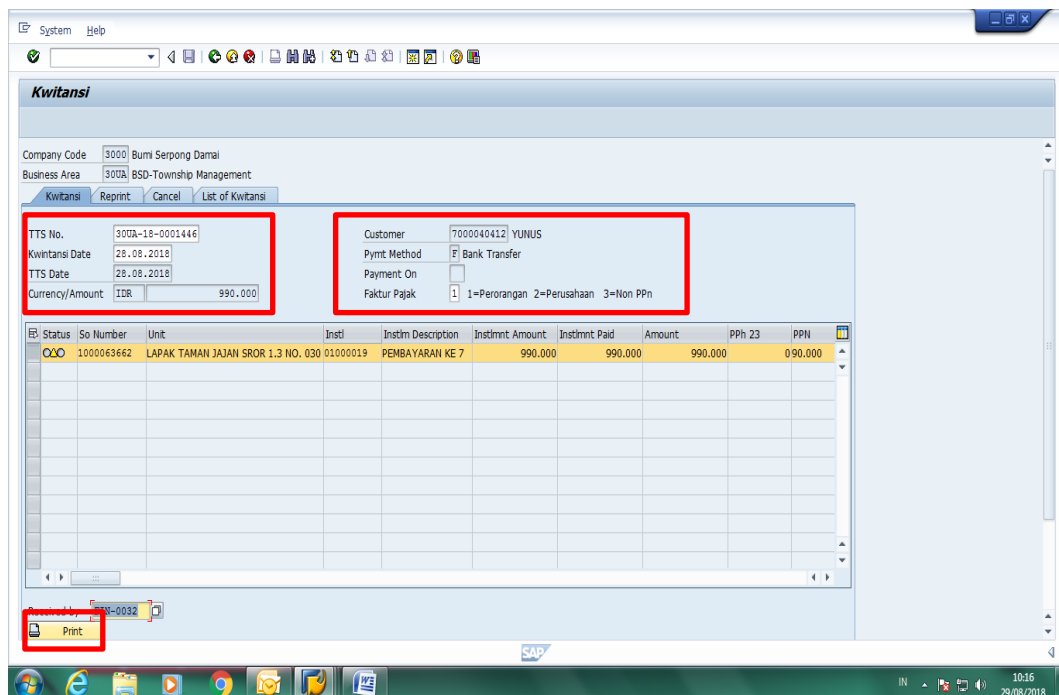 System Help
Kwitansi
Company Code 3000 Bumi Serpong Damai
Business Area 30UA BSD-Township Management
Kwitansi Reprint Cancel List of Kwitansi
TTS No. 30UA-18-0001446 Customer 7000040412 YUNUS
Kwintansi Date 28.08.2018 Pymt Method F Bank Transfer
TTS Date 28.08.2018 Payment On
Currency/Amount IDR 990.000 Faktur Pajak 1 1=Perorangan 2=Perusahaan 3=Non PPn
Status So Number Unit Instl Instlm Description Instlmnt Amount Instlmnt Paid Amount PPh 23 PPN
1000063662 LAPAK TAMAN JAJAN SROR 1.3 NO. 030 01000019 PEMBAYARAN KE 7 990.000 990.000 990.000 0 90.000
Received by FIN-0032
Print
SAP
IN 10:16
29/08/2018